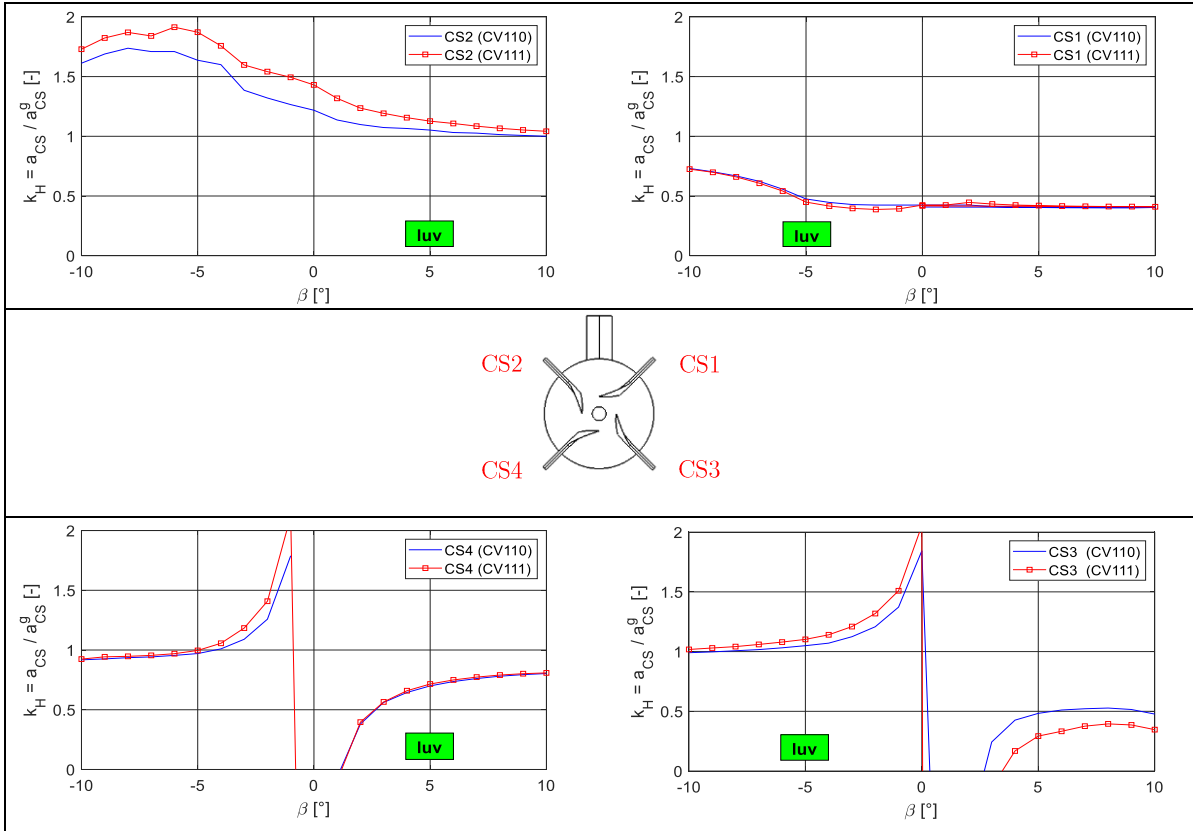 2
1.5
1
0.5
0
k_H = a_CS / a^g_CS [-]
CS2 (CV110)
CS2 (CV111)
luv
-10 -5 0 5 10
β [°]
2
1.5
1
0.5
0
k_H = a_CS / a^g_CS [-]
CS1 (CV110)
CS1 (CV111)
luv
-10 -5 0 5 10
β [°]
CS2 CS1
CS4 CS3
2
1.5
1
0.5
0
k_H = a_CS / a^g_CS [-]
CS4 (CV110)
CS4 (CV111)
luv
-10 -5 0 5 10
β [°]
2
1.5
1
0.5
0
k_H = a_CS / a^g_CS [-]
CS3 (CV110)
CS3 (CV111)
luv
-10 -5 0 5 10
β [°]